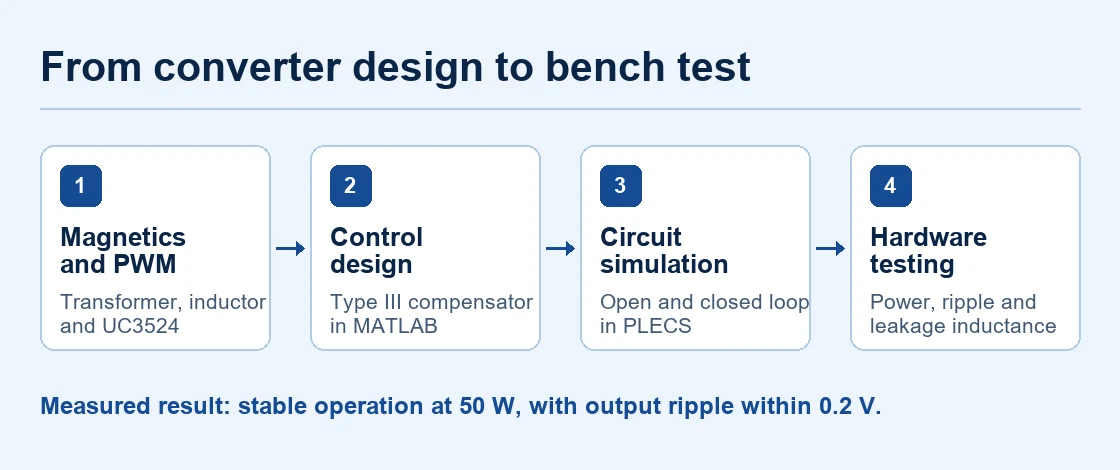 From converter design to bench test
1
Magnetics
and PWM
Transformer, inductor
and UC3524
2
Control
design
Type III compensator
in MATLAB
3
Circuit
simulation
Open and closed loop
in PLECS
4
Hardware
testing
Power, ripple and
leakage inductance
Measured result: stable operation at 50 W, with output ripple within 0.2 V.